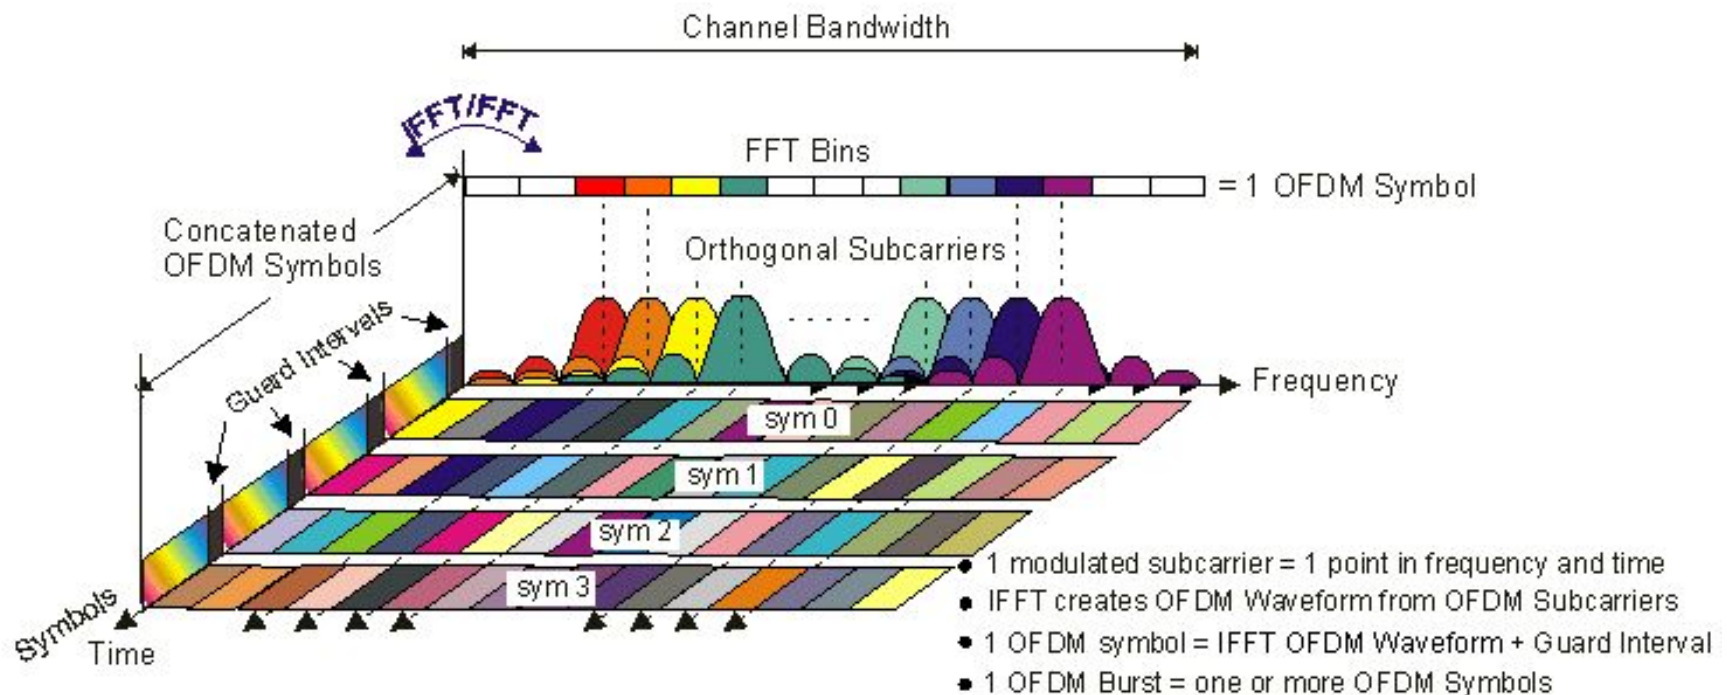 Channel Bandwidth
IFFT/FFT
FFT Bins
= 1 OFDM Symbol
Concatenated
OFDM Symbols
Orthogonal Subcarriers
Guard Intervals
Frequency
sym 0
sym 1
sym 2
sym 3
Symbols
Time
• 1 modulated subcarrier = 1 point in frequency and time
• IFFT creates OFDM Waveform from OFDM Subcarriers
• 1 OFDM symbol = IFFT OFDM Waveform + Guard Interval
• 1 OFDM Burst = one or more OFDM Symbols